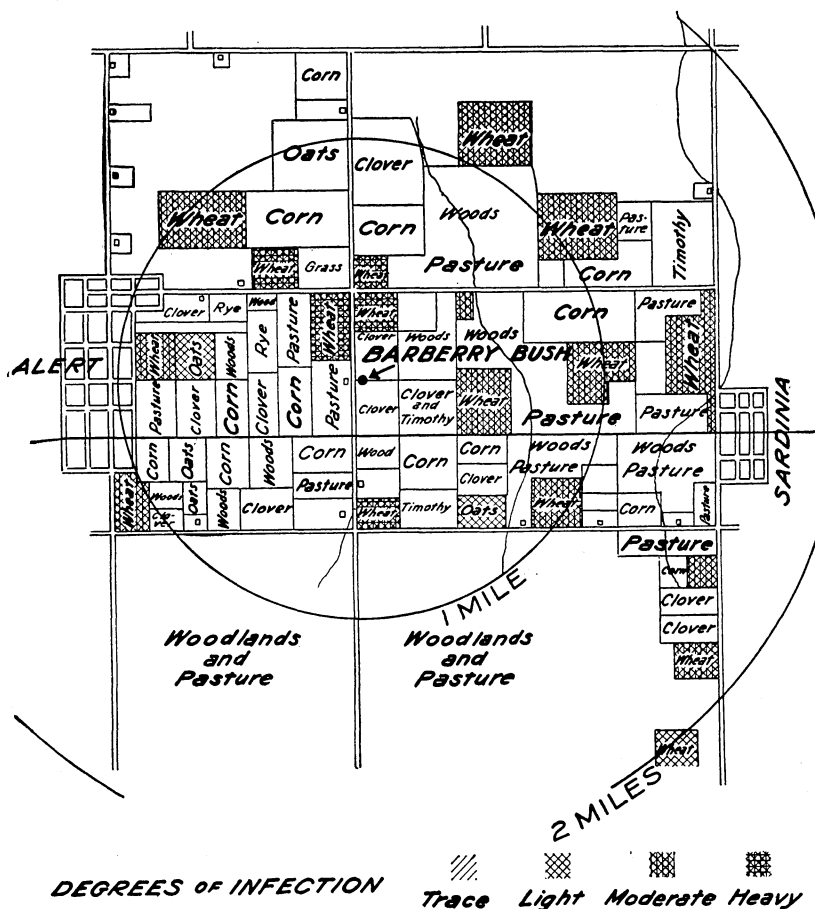 Corn
Oats
Clover
Wheat
Wheat
Corn
Corn
Woods
Wheat
Pas-
ture
Timothy
Wheat
Grass
Wheat
Pasture
Corn
Clover
Rye
Wood
Pasture
Wheat
Wheat
Corn
Pasture
Wheat
Oats
Woods
Rye
Clover
Woods
Woods
ALERT
BARBERRY BUSH
Wheat
Wheat
Pasture
Clover
Corn
Clover
Corn
Pasture
Clover
Clover
and
Timothy
Wheat
Pasture
Pasture
SARDINIA
Corn
Oats
Corn
Woods
Corn
Wood
Corn
Corn
Woods
Pasture
Woods
Pasture
Wheat
Woods
Clo-
ver
Oats
Woods
Clover
Pasture
Wheat
Timothy
Clover
Oats
Wheat
Corn
Pasture
Pasture
Corn
Clover
Clover
Wheat
1 MILE
Woodlands
and
Pasture
Woodlands
and
Pasture
Wheat
2 MILES
DEGREES OF INFECTION
Trace Light Moderate Heavy